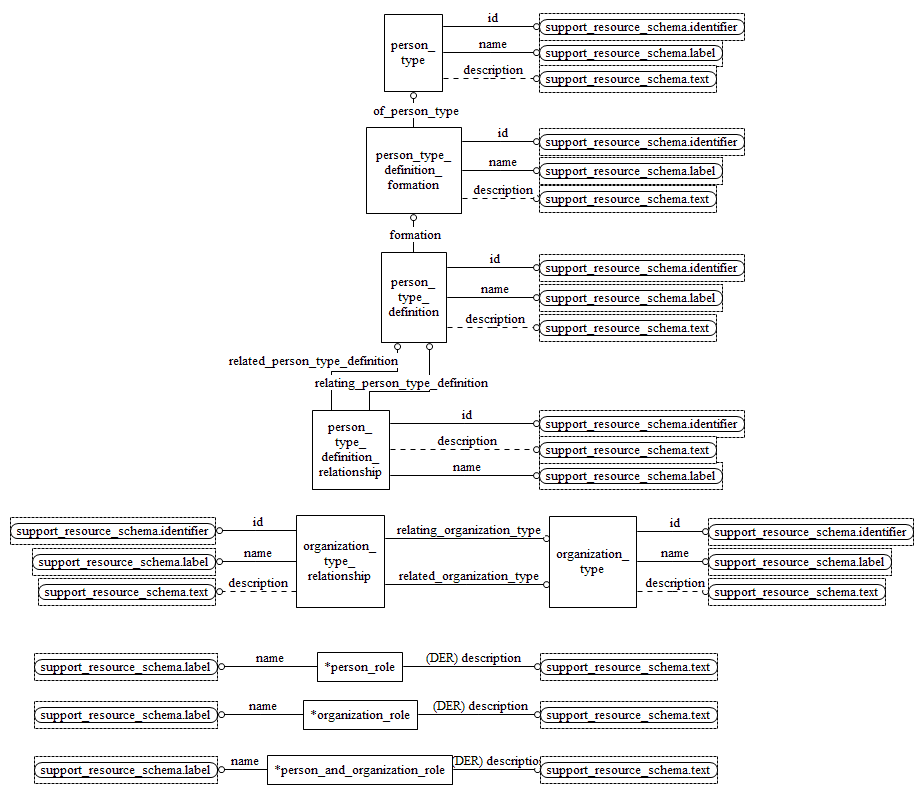 id
support_resource_schema.identifier
person_
type
name
support_resource_schema.label
description
support_resource_schema.text
of_person_type
id
support_resource_schema.identifier
person_type_
definition_
formation
name
support_resource_schema.label
description
support_resource_schema.text
formation
id
support_resource_schema.identifier
person_
type_
definition
name
support_resource_schema.label
description
support_resource_schema.text
related_person_type_definition
relating_person_type_definition
id
support_resource_schema.identifier
person_
type_
definition_
relationship
description
support_resource_schema.text
name
support_resource_schema.label
support_resource_schema.identifier
id
support_resource_schema.label
name
support_resource_schema.text
description
organization_
type_
relationship
relating_organization_type
related_organization_type
organization_
type
id
support_resource_schema.identifier
name
support_resource_schema.label
description
support_resource_schema.text
support_resource_schema.label
name
*person_role
(DER) description
support_resource_schema.text
support_resource_schema.label
name
*organization_role
(DER) description
support_resource_schema.text
support_resource_schema.label
name
*person_and_organization_role
(DER) description
support_resource_schema.text